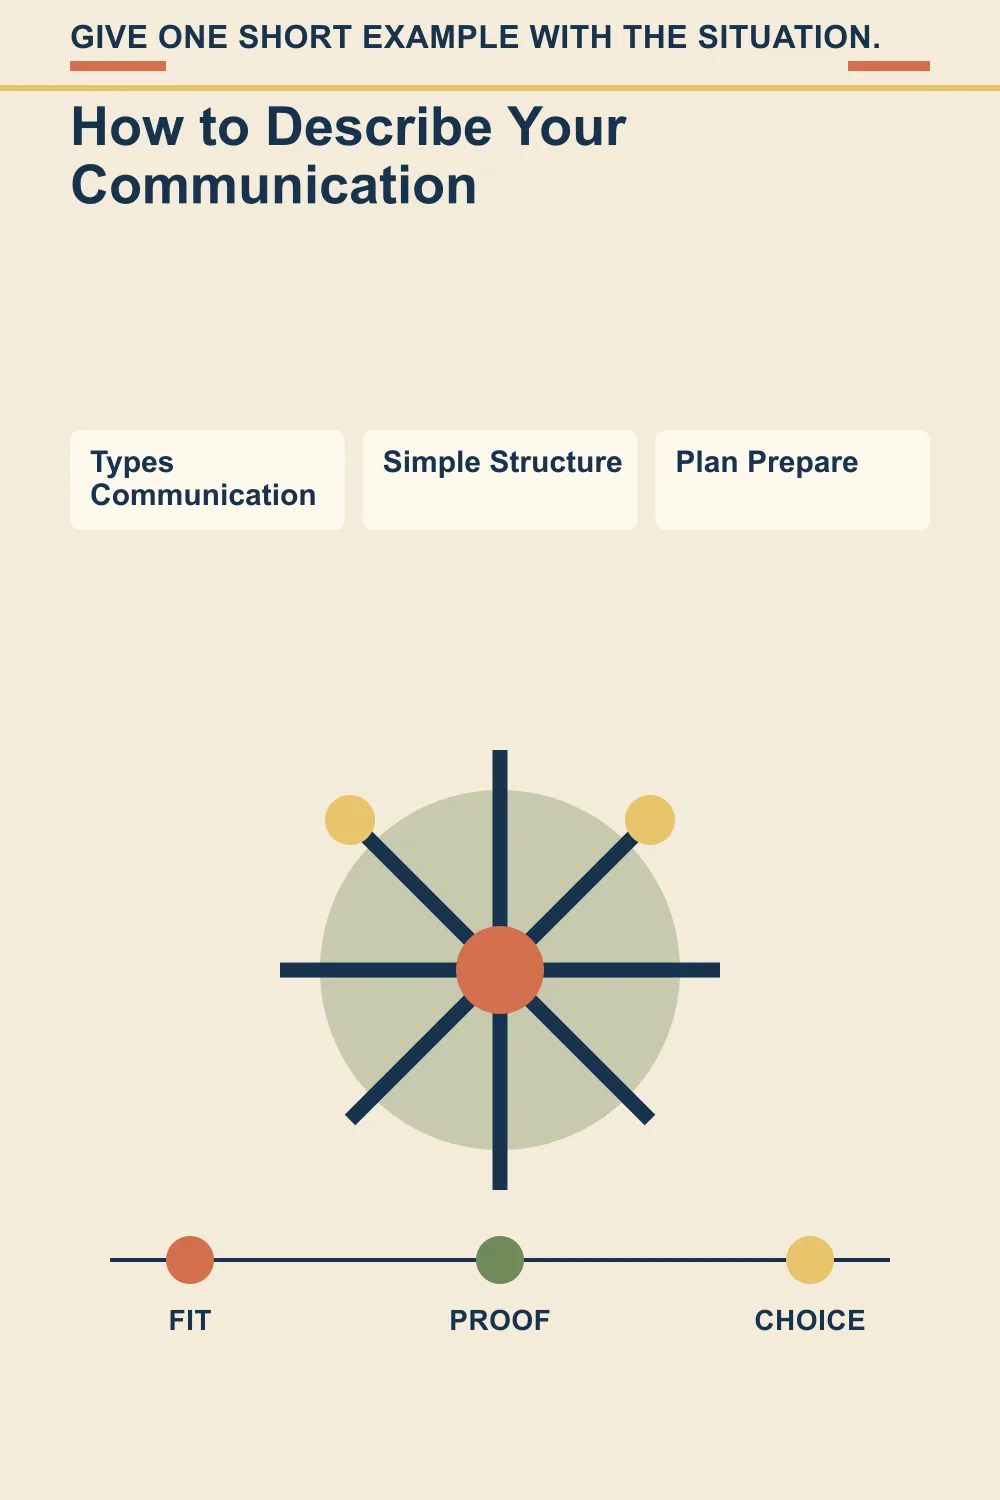 GIVE ONE SHORT EXAMPLE WITH THE SITUATION.
How to Describe Your
Communication
Types
Communication
Simple Structure
Plan Prepare
FIT
PROOF
CHOICE